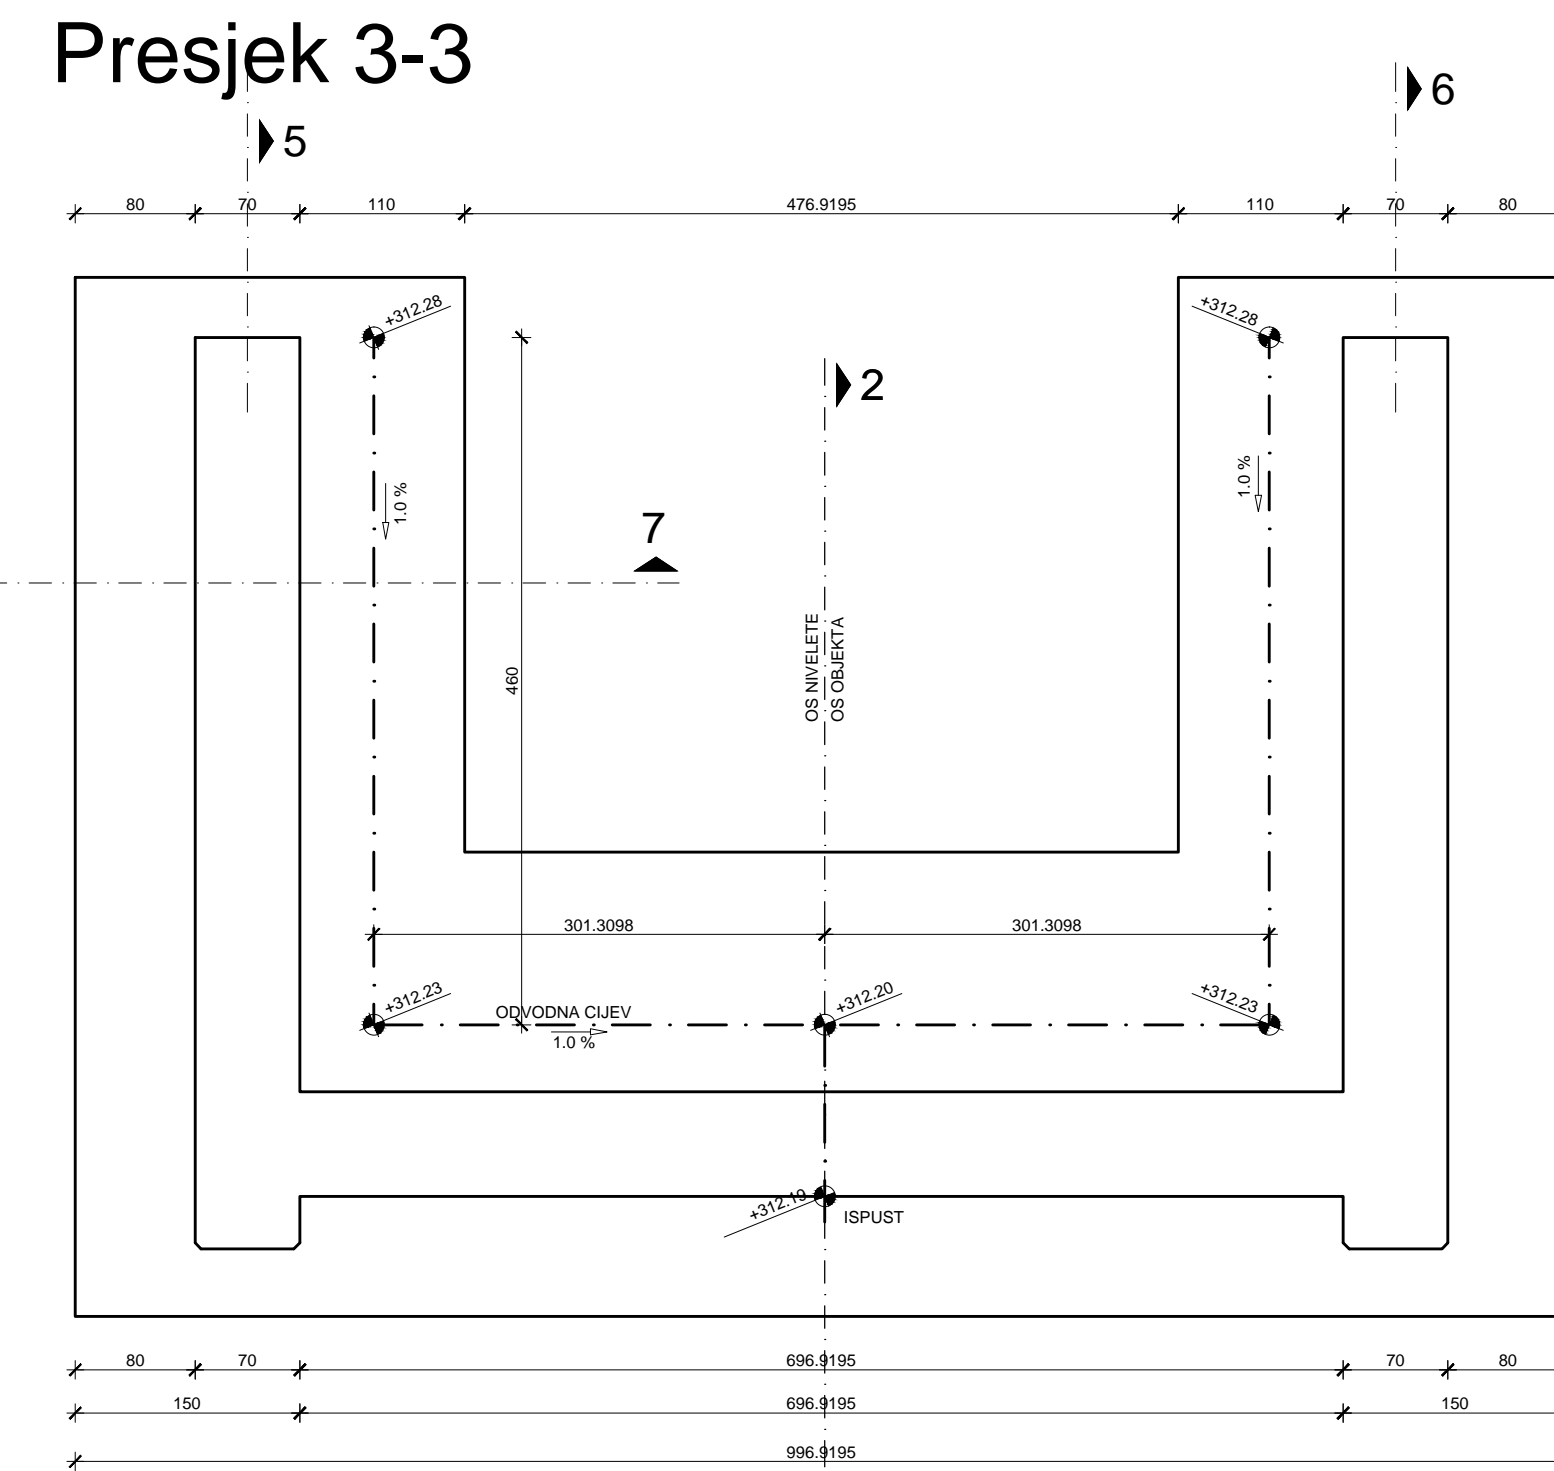 Presjek 3-3
6
5
80 70 110 476.9195 110 70 80
+312.28 +312.28
2
1.0 % 1.0 %
7
460
OS NIVELETE
OS OBJEKTA
301.3098 301.3098
+312.23 +312.20 +312.23
ODVODNA CIJEV
1.0 %
+312.19
ISPUST
80 70 696.9195 70 80
150 696.9195 150
996.9195